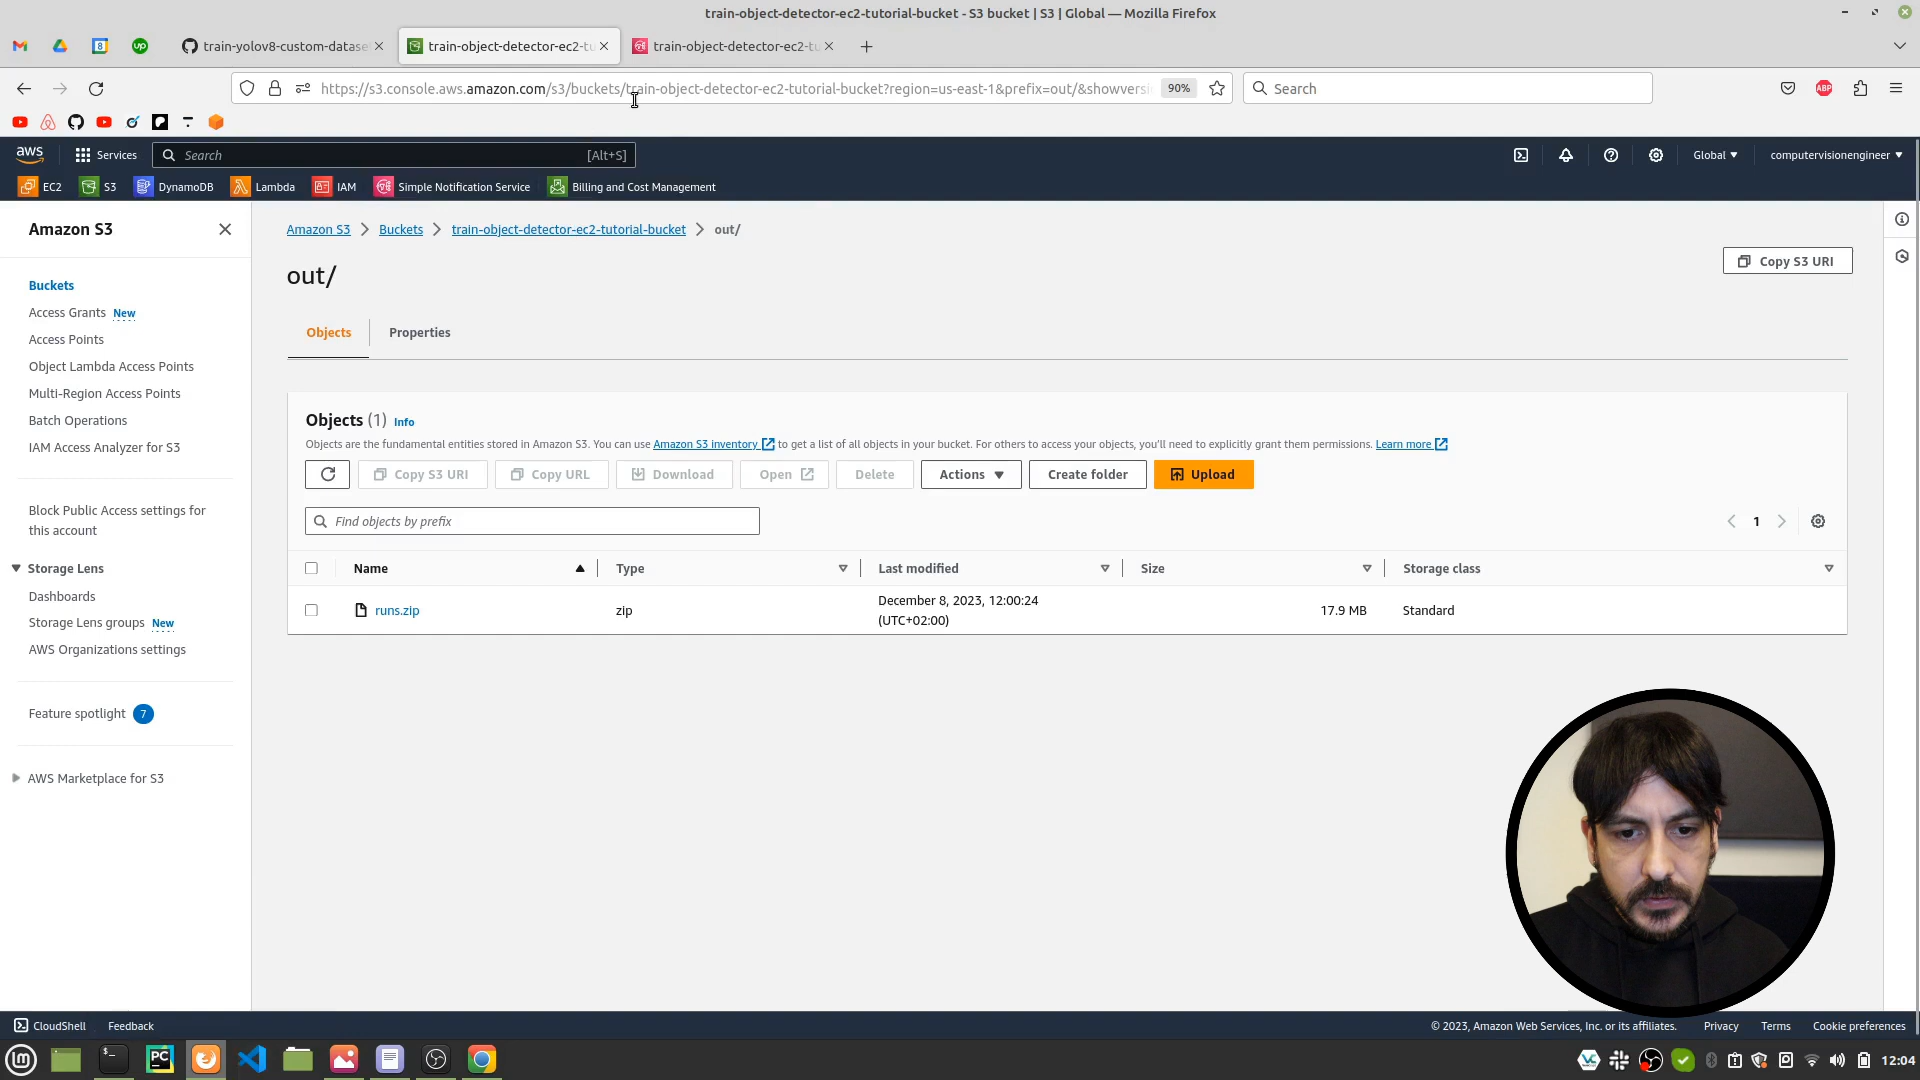 train-object-detector-ec2-tutorial-bucket - S3 bucket | S3 | Global — Mozilla Firefox
train-yolov8-custom-datase
train-object-detector-ec2-tu
train-object-detector-ec2-tu
https://s3.console.aws.amazon.com/s3/buckets/train-object-detector-ec2-tutorial-bucket?region=us-east-1&prefix=out/&showversi
90%
Search
aws
Services
Search
[Alt+S]
Global
computervisionengineer
EC2
S3
DynamoDB
Lambda
IAM
Simple Notification Service
Billing and Cost Management
Amazon S3
Buckets
Access Grants New
Access Points
Object Lambda Access Points
Multi-Region Access Points
Batch Operations
IAM Access Analyzer for S3
Block Public Access settings for
this account
Storage Lens
Dashboards
Storage Lens groups New
AWS Organizations settings
Feature spotlight 7
AWS Marketplace for S3
Amazon S3 > Buckets > train-object-detector-ec2-tutorial-bucket > out/
out/
Copy S3 URI
Objects
Properties
Objects (1) Info
Objects are the fundamental entities stored in Amazon S3. You can use Amazon S3 inventory to get a list of all objects in your bucket. For others to access your objects, you'll need to explicitly grant them permissions. Learn more
Copy S3 URI
Copy URL
Download
Open
Delete
Actions
Create folder
Upload
Find objects by prefix
1
Name
Type
Last modified
Size
Storage class
runs.zip
zip
December 8, 2023, 12:00:24
(UTC+02:00)
17.9 MB
Standard
CloudShell
Feedback
© 2023, Amazon Web Services, Inc. or its affiliates.
Privacy
Terms
Cookie preferences
12:04